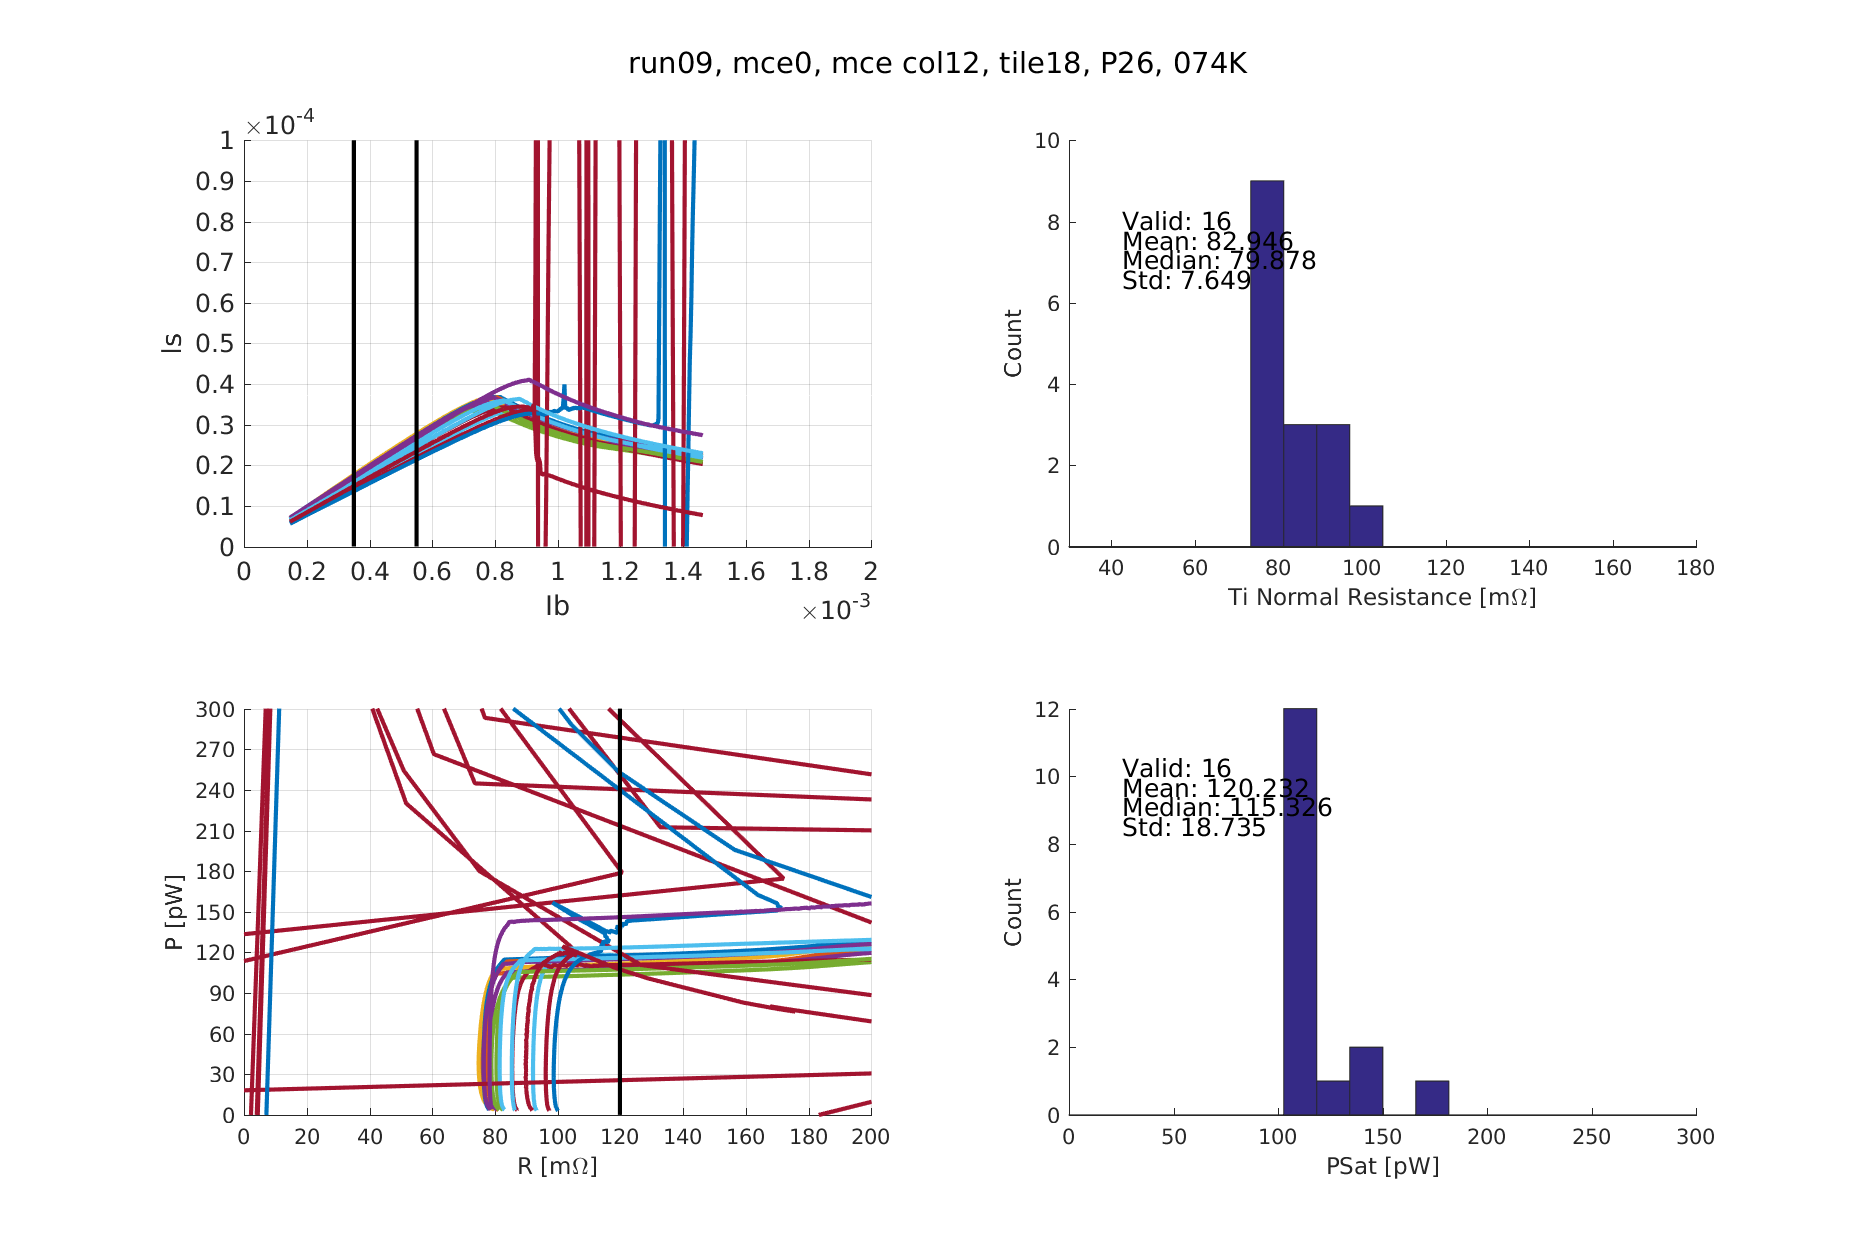 run09, mce0, mce col12, tile18, P26, 074K
×10^-4
1
0.9
0.8
0.7
0.6
0.5
0.4
0.3
0.2
0.1
0
Is
0 0.2 0.4 0.6 0.8 1 1.2 1.4 1.6 1.8 2
Ib
×10^-3
10
8
6
4
2
0
Count
Valid: 16
Mean: 82.946
Median: 79.878
Std: 7.649
40 60 80 100 120 140 160 180
Ti Normal Resistance [mΩ]
300
270
240
210
180
150
120
90
60
30
0
P [pW]
0 20 40 60 80 100 120 140 160 180 200
R [mΩ]
12
10
8
6
4
2
0
Count
Valid: 16
Mean: 120.232
Median: 115.326
Std: 18.735
0 50 100 150 200 250 300
PSat [pW]